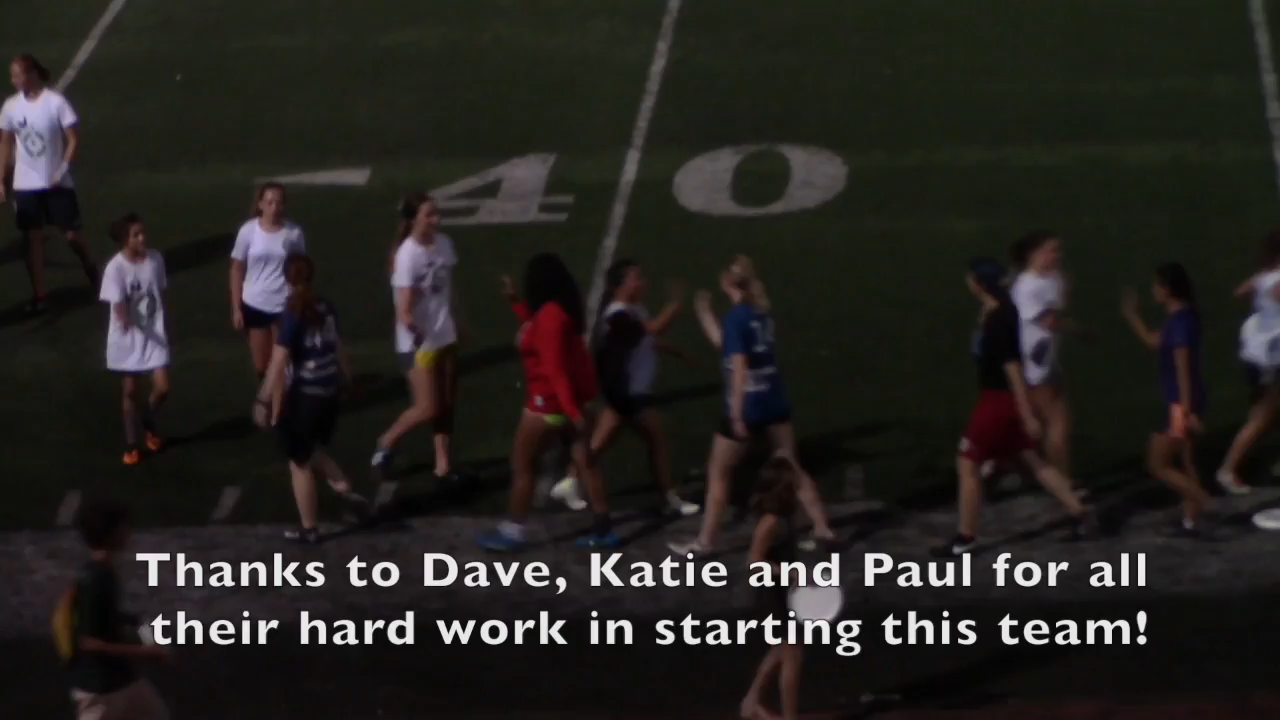 40
Thanks to Dave, Katie and Paul for all
their hard work in starting this team!